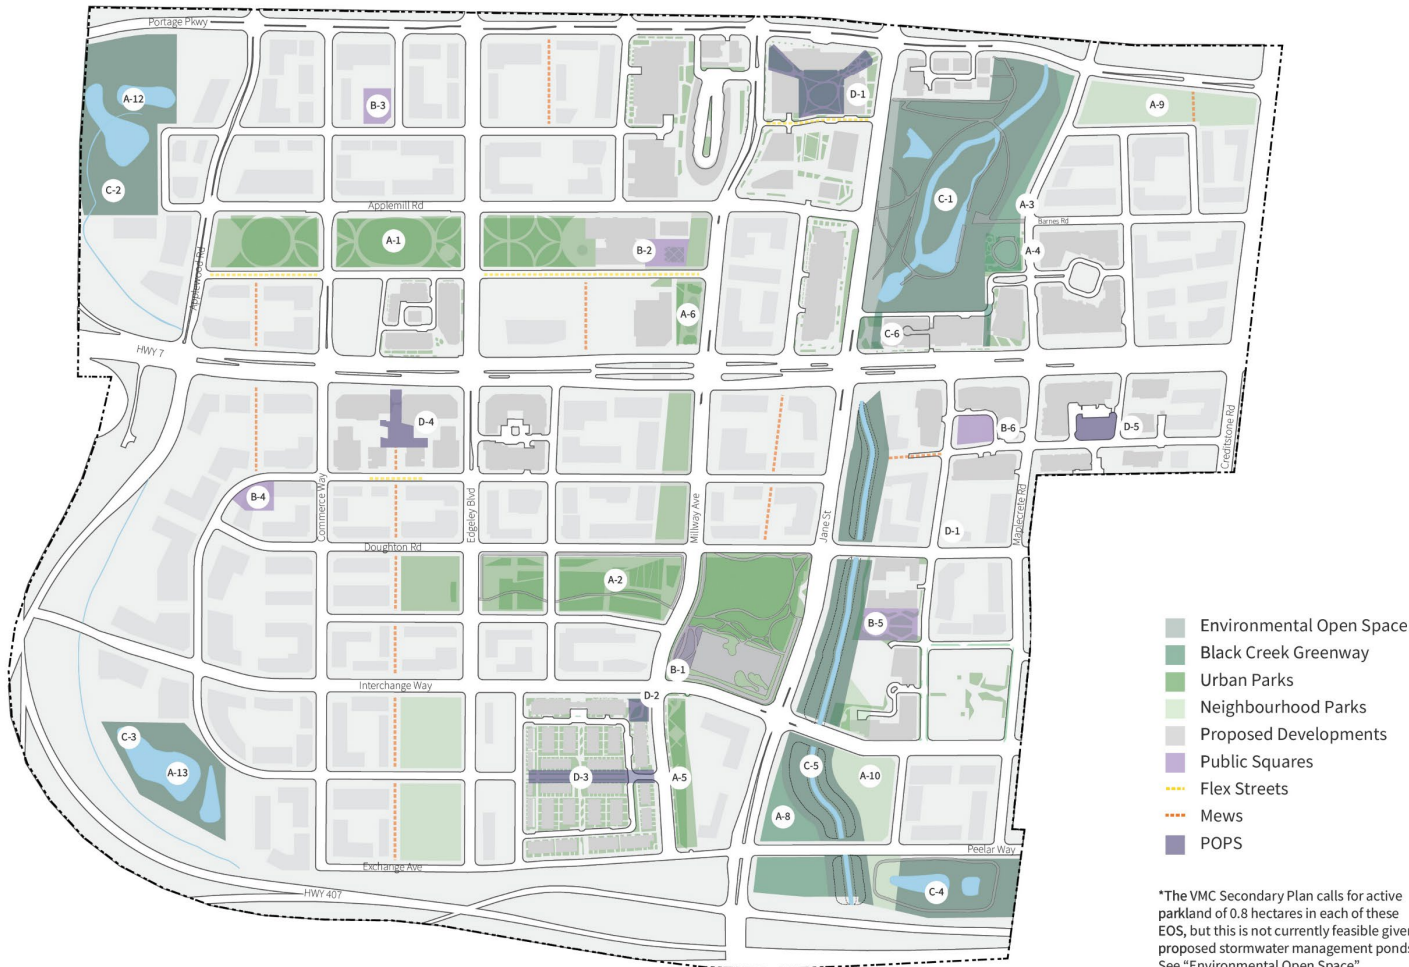 Portage Pkwy
A-12
B-3
D-1
A-9
C-2
C-1
Applemill Rd
A-3
Barnes Rd
A-1
B-2
A-4
Applewood Rd
A-6
C-6
HWY 7
D-4
B-6
D-5
Creditstone Rd
B-4
Commerce Way
Edgeley Blvd
Millway Ave
Jane St
Maplecrete Rd
D-1
Doughton Rd
A-2
B-5
B-1
Interchange Way
D-2
C-3
A-13
D-3
A-5
C-5
A-10
A-8
Peelar Way
Exchange Ave
HWY 407
C-4
Environmental Open Space
Black Creek Greenway
Urban Parks
Neighbourhood Parks
Proposed Developments
Public Squares
Flex Streets
Mews
POPS
*The VMC Secondary Plan calls for active
parkland of 0.8 hectares in each of these
EOS, but this is not currently feasible given
proposed stormwater management ponds
See "Environmental Open Space"